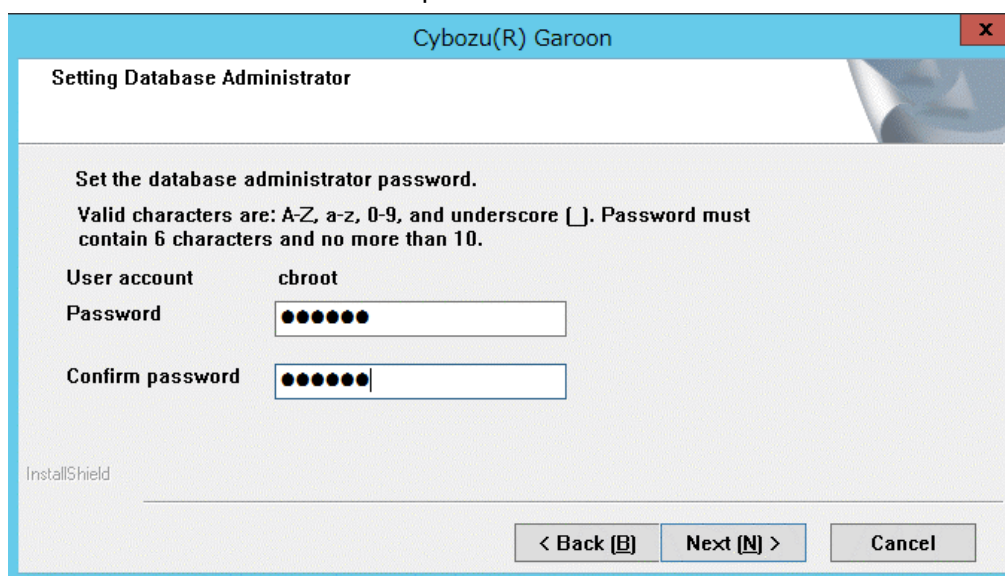 Cybozu(R) Garoon
x
Setting Database Administrator
Set the database administrator password.
Valid characters are: A-Z, a-z, 0-9, and underscore (_). Password must
contain 6 characters and no more than 10.
User account cbroot
Password ●●●●●●
Confirm password ●●●●●●
InstallShield
< Back (B) Next (N) > Cancel